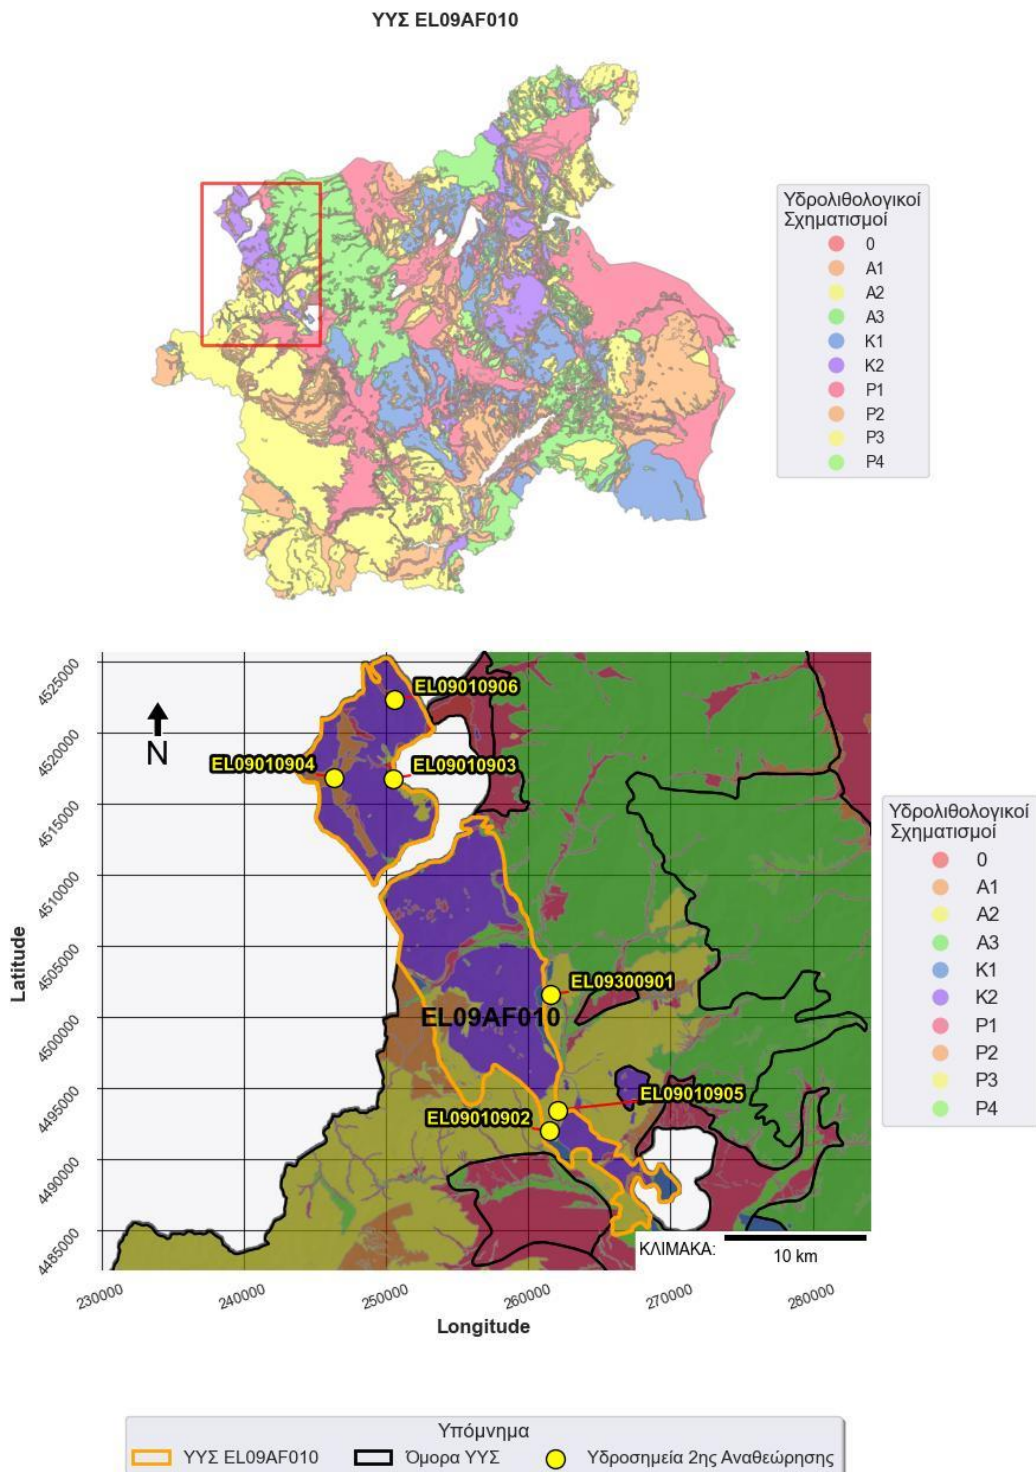 ΥΥΣ EL09AF010
Υδρολιθολογικοί
Σχηματισμοί
0
A1
A2
A3
K1
K2
P1
P2
P3
P4
4525000
4520000
4515000
4510000
4505000
4500000
4495000
4490000
4485000
Latitude
N
EL09010906
EL09010904
EL09010903
EL09300901
EL09AF010
EL09010905
EL09010902
ΚΛΙΜΑΚΑ:
10 km
230000
240000
250000
260000
270000
280000
Longitude
Υδρολιθολογικοί
Σχηματισμοί
0
A1
A2
A3
K1
K2
P1
P2
P3
P4
Υπόμνημα
ΥΥΣ EL09AF010 Όμορα ΥΥΣ Υδροσημεία 2ης Αναθεώρησης